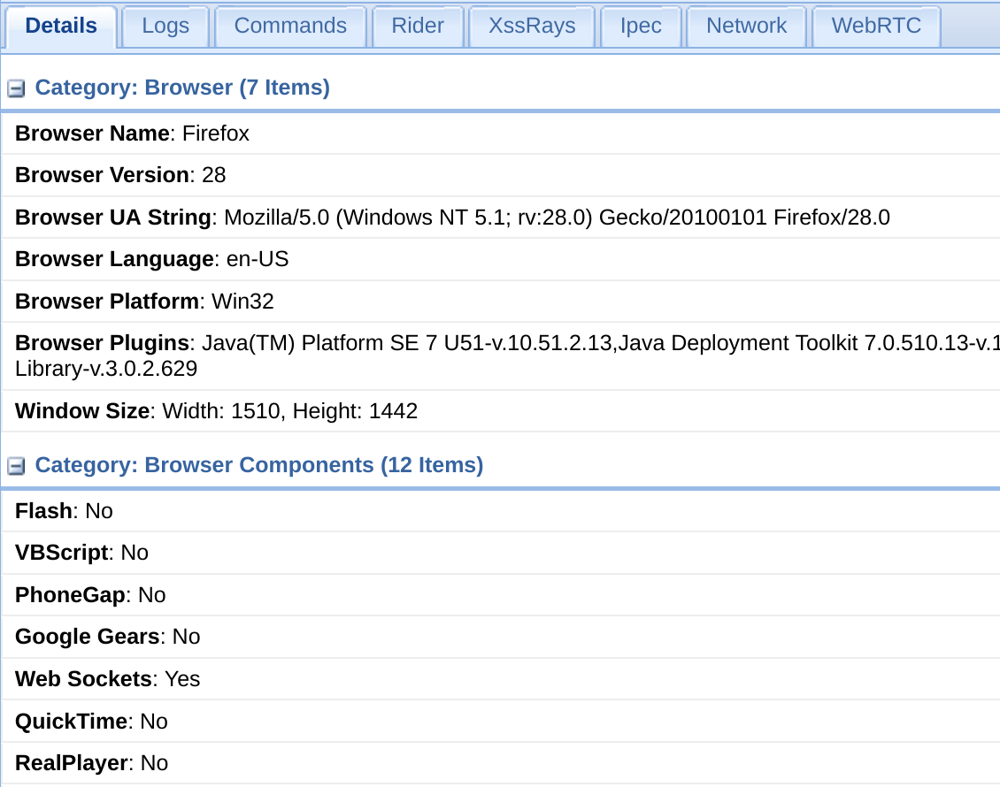 Details Logs Commands Rider XssRays Ipec Network WebRTC
Category: Browser (7 Items)
Browser Name: Firefox
Browser Version: 28
Browser UA String: Mozilla/5.0 (Windows NT 5.1; rv:28.0) Gecko/20100101 Firefox/28.0
Browser Language: en-US
Browser Platform: Win32
Browser Plugins: Java(TM) Platform SE 7 U51-v.10.51.2.13,Java Deployment Toolkit 7.0.510.13-v.1
Library-v.3.0.2.629
Window Size: Width: 1510, Height: 1442
Category: Browser Components (12 Items)
Flash: No
VBScript: No
PhoneGap: No
Google Gears: No
Web Sockets: Yes
QuickTime: No
RealPlayer: No